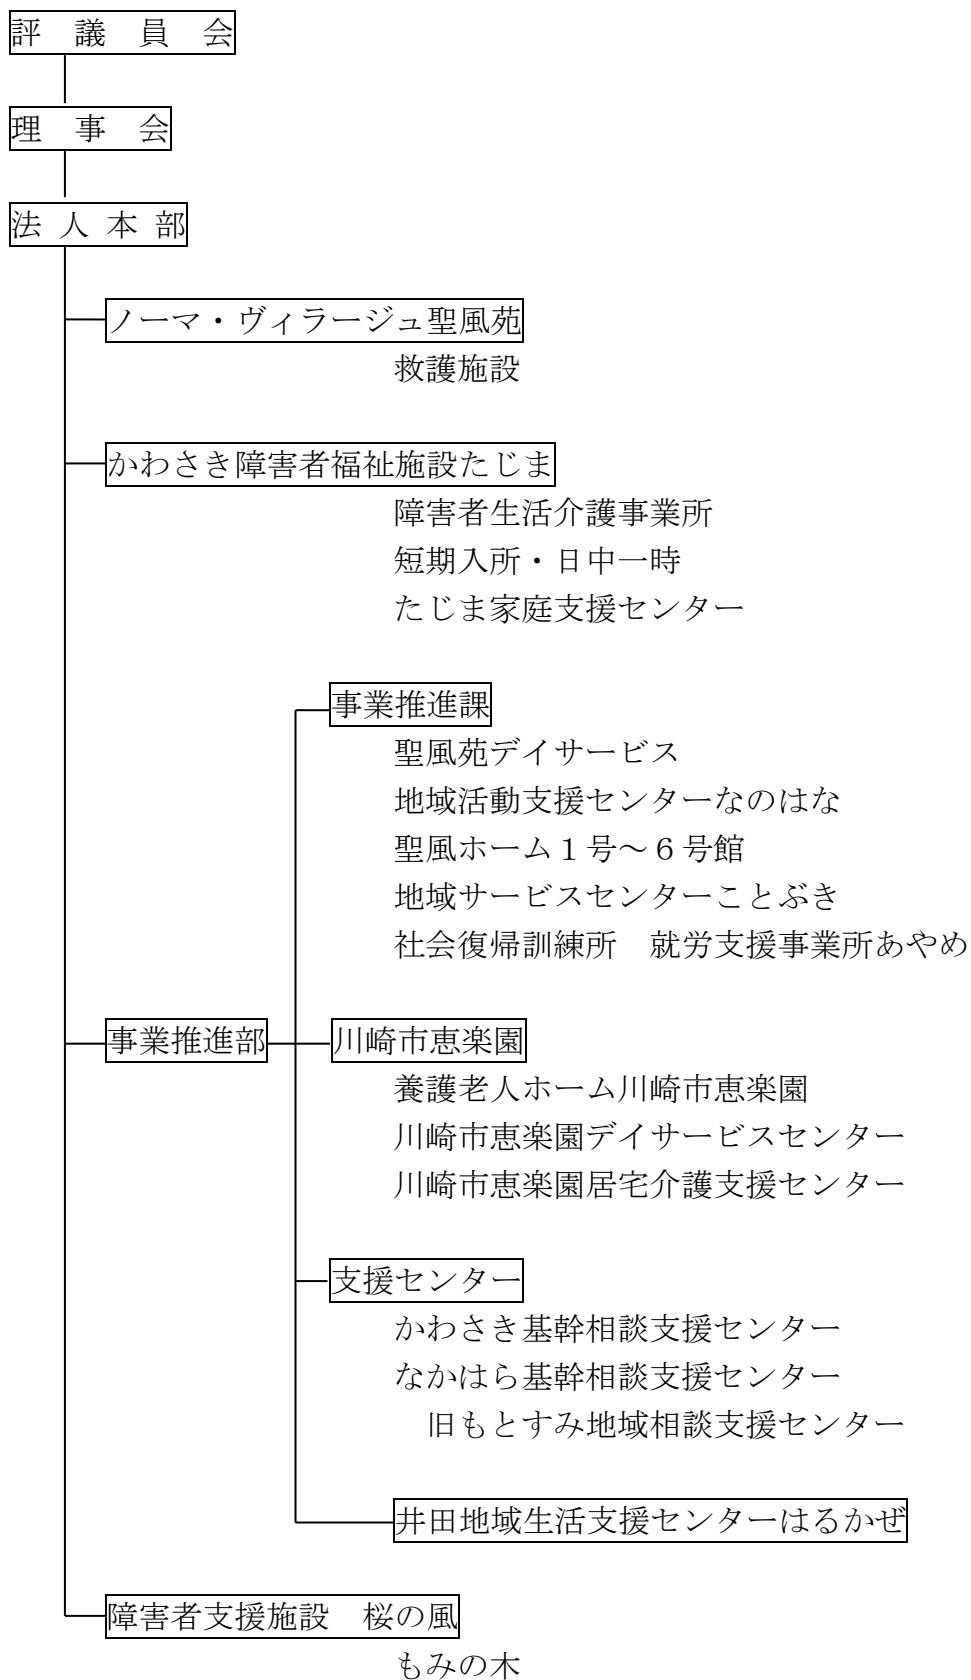 評　議　員　会
理　事　会
法 人 本 部
ノーマ・ヴィラージュ聖風苑
救護施設
かわさき障害者福祉施設たじま
障害者生活介護事業所
短期入所・日中一時
たじま家庭支援センター
事業推進課
聖風苑デイサービス
地域活動支援センターなのはな
聖風ホーム１号～６号館
地域サービスセンターことぶき
社会復帰訓練所　就労支援事業所あやめ
事業推進部
川崎市恵楽園
養護老人ホーム川崎市恵楽園
川崎市恵楽園デイサービスセンター
川崎市恵楽園居宅介護支援センター
支援センター
かわさき基幹相談支援センター
なかはら基幹相談支援センター
旧もとすみ地域相談支援センター
井田地域生活支援センターはるかぜ
障害者支援施設　桜の風
もみの木